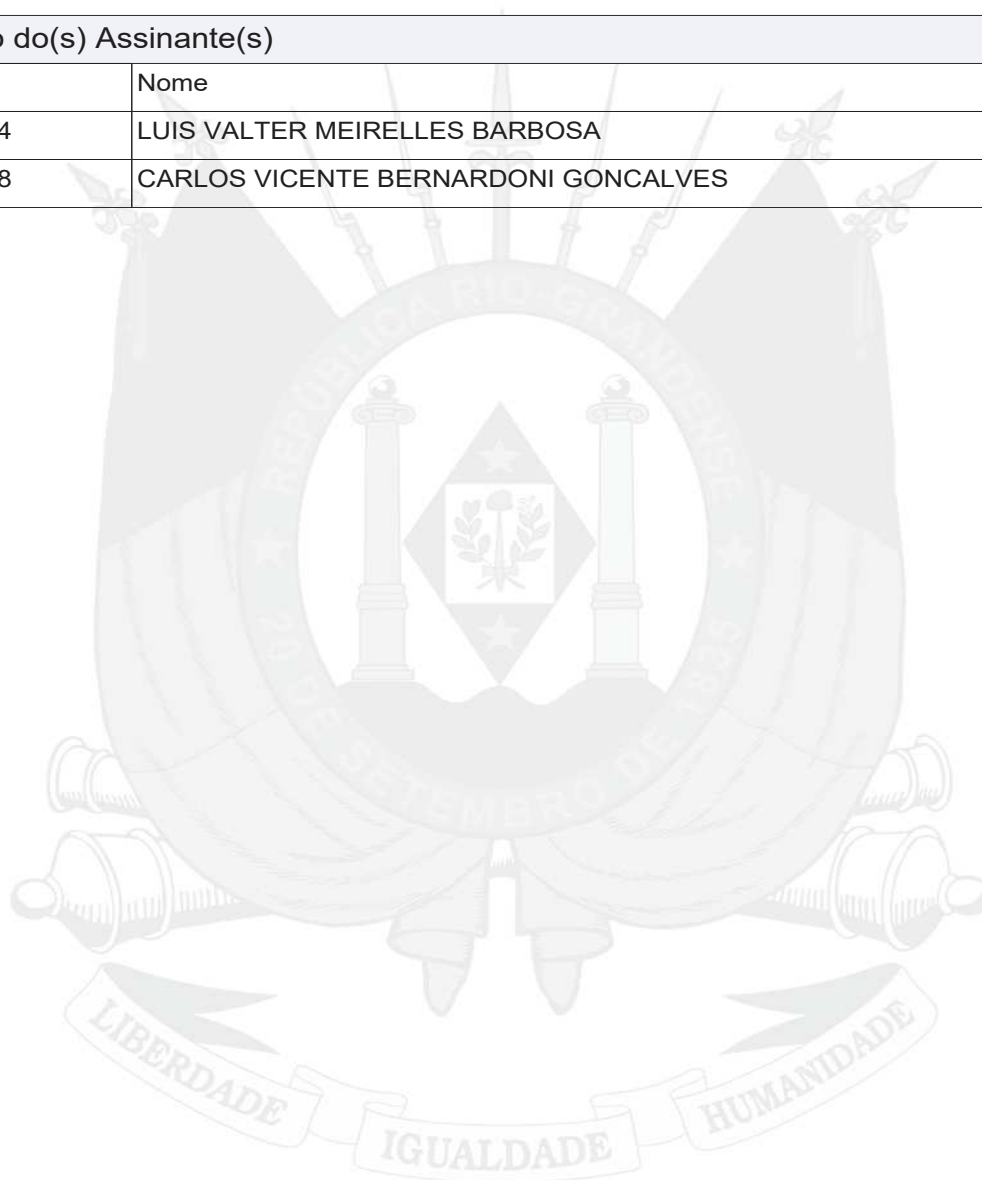 o do(s) Assinante(s)
Nome
4 LUIS VALTER MEIRELLES BARBOSA
8 CARLOS VICENTE BERNARDONI GONCALVES
REPÚBLICA RIO-GRANDENSE
20 DE SETEMBRO DE 1835
LIBERDADE IGUALDADE HUMANIDADE